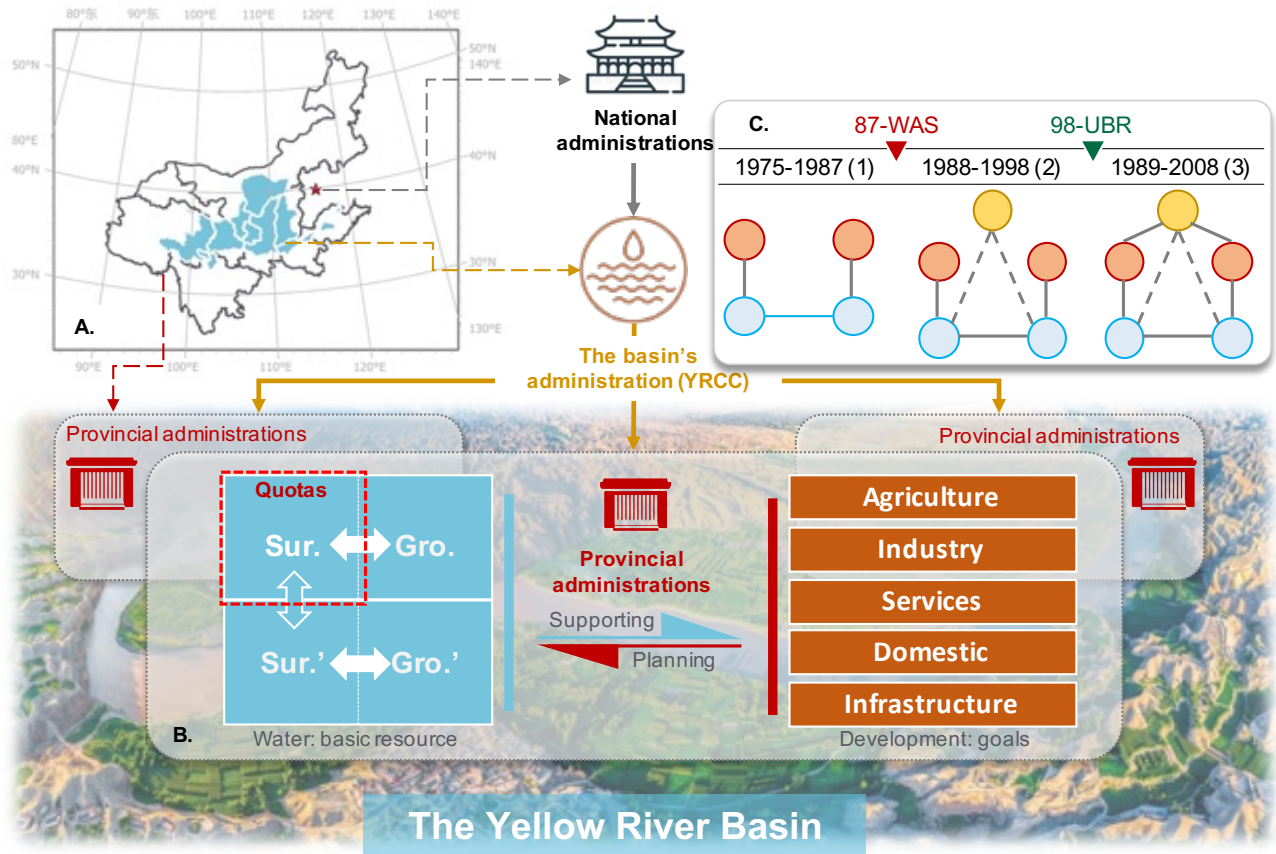 80°东
90°东
100°E
110°E
120°E
130°E
140°E
50°N
140°E
50°N
80°E
40°N
40°N
30°N
30°N
130°E
90°E
100°E
110°E
120°E
A.
National
administrations
The basin's
administration (YRCC)
C.
87-WAS
98-UBR
1975-1987 (1)
1988-1998 (2)
1989-2008 (3)
Provincial administrations
Provincial administrations
Quotas
Sur.
Gro.
Sur.'
Gro.'
B.
Water: basic resource
Provincial
administrations
Supporting
Planning
Agriculture
Industry
Services
Domestic
Infrastructure
Development: goals
The Yellow River Basin